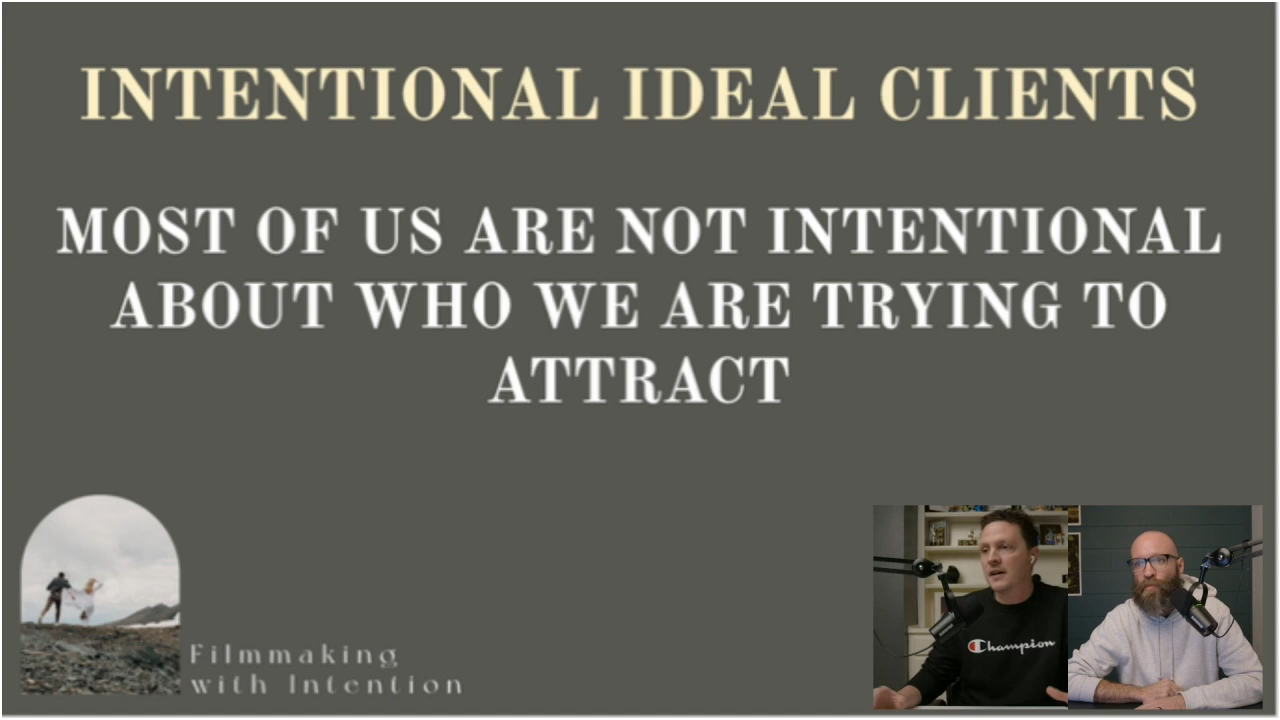 INTENTIONAL IDEAL CLIENTS
MOST OF US ARE NOT INTENTIONAL
ABOUT WHO WE ARE TRYING TO
ATTRACT
Filmmaking
with Intention
Champion